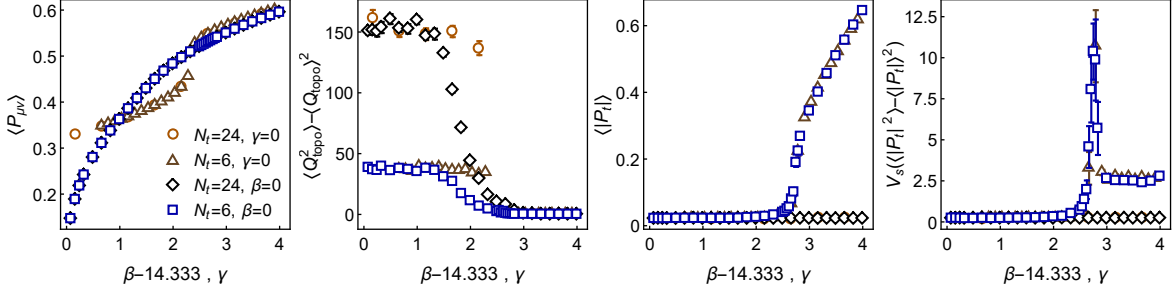 ⟨P_μν⟩
0.6
0.5
0.4
0.3
0.2
0 1 2 3 4
β−14.333 , γ
N_t=24, γ=0
N_t=6, γ=0
N_t=24, β=0
N_t=6, β=0
⟨Q²_topo⟩−⟨Q_topo⟩²
150
100
50
0
0 1 2 3 4
β−14.333 , γ
⟨|P_t|⟩
0.6
0.4
0.2
0
0 1 2 3 4
β−14.333 , γ
V_s(⟨|P_t|²⟩−⟨|P_t|⟩²)
12.5
10.0
7.5
5.0
2.5
0
0 1 2 3 4
β−14.333 , γ